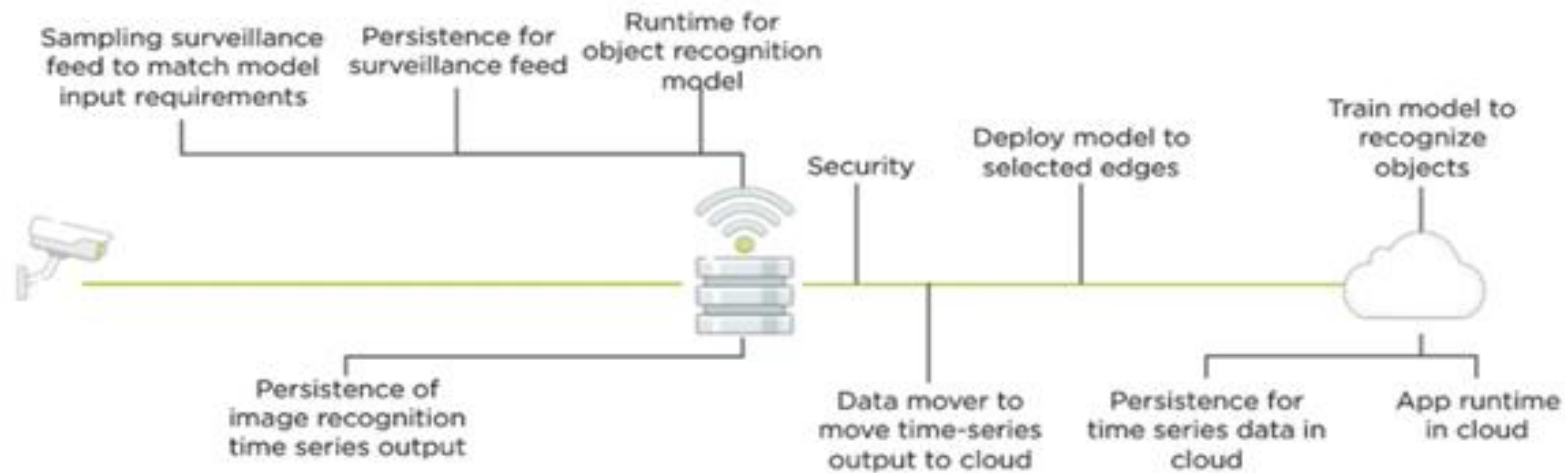 Sampling surveillance
feed to match model
input requirements
Persistence for
surveillance feed
Runtime for
object recognition
model
Security
Deploy model to
selected edges
Train model to
recognize
objects
Persistence of
image recognition
time series output
Data mover to
move time-series
output to cloud
Persistence for
time series data in
cloud
App runtime
in cloud